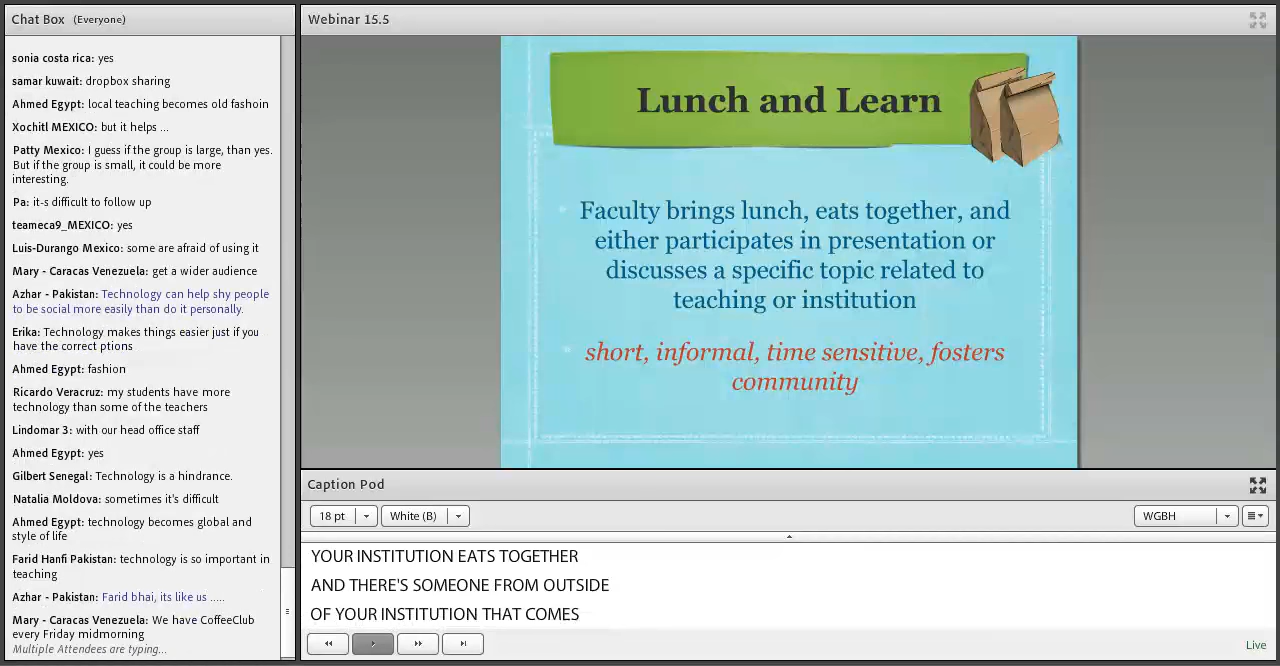 Chat Box (Everyone)
sonia costa rica: yes
samar kuwait: dropbox sharing
Ahmed Egypt: local teaching becomes old fashoin
Xochitl MEXICO: but it helps ...
Patty Mexico: I guess if the group is large, than yes.
But if the group is small, it could be more
interesting.
Pa: it-s difficult to follow up
teameca9_MEXICO: yes
Luis-Durango Mexico: some are afraid of using it
Mary - Caracas Venezuela: get a wider audience
Azhar - Pakistan: Technology can help shy people
to be social more easily than do it personally.
Erika: Technology makes things easier just if you
have the correct ptions
Ahmed Egypt: fashion
Ricardo Veracruz: my students have more
technology than some of the teachers
Lindomar 3: with our head office staff
Ahmed Egypt: yes
Gilbert Senegal: Technology is a hindrance.
Natalia Moldova: sometimes it's difficult
Ahmed Egypt: technology becomes global and
style of life
Farid Hanfi Pakistan: technology is so important in
teaching
Azhar - Pakistan: Farid bhai, its like us .....
Mary - Caracas Venezuela: We have CoffeeClub
every Friday midmorning
Multiple Attendees are typing...
Webinar 15.5
Lunch and Learn
Faculty brings lunch, eats together, and
either participates in presentation or
discusses a specific topic related to
teaching or institution
short, informal, time sensitive, fosters
community
Caption Pod
18 pt
White (B)
WGBH
YOUR INSTITUTION EATS TOGETHER
AND THERE'S SOMEONE FROM OUTSIDE
OF YOUR INSTITUTION THAT COMES
Live